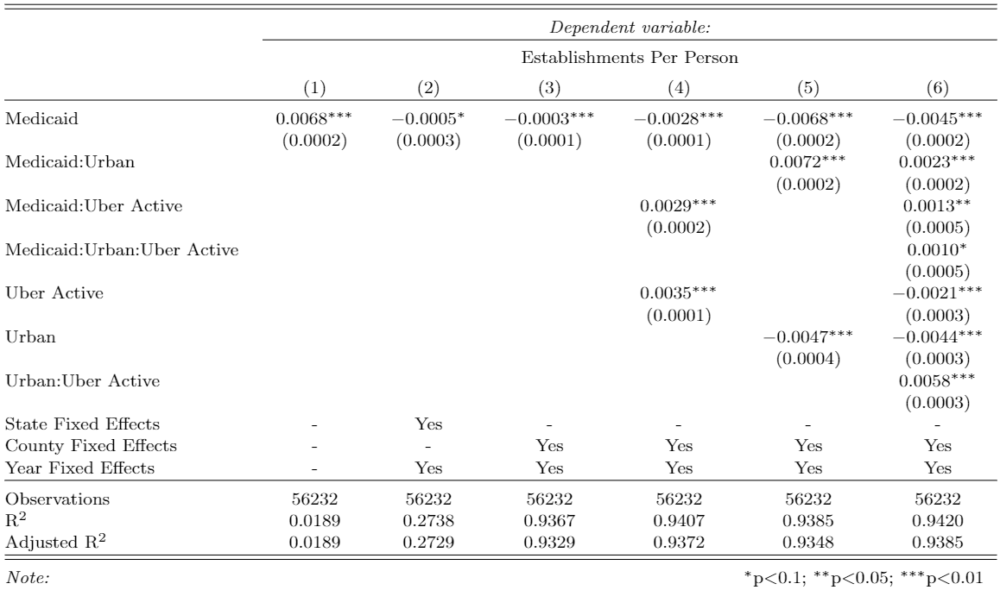 Dependent variable:
Establishments Per Person
(1) (2) (3) (4) (5) (6)
Medicaid 0.0068*** −0.0005* −0.0003*** −0.0028*** −0.0068*** −0.0045***
(0.0002) (0.0003) (0.0001) (0.0001) (0.0002) (0.0002)
Medicaid:Urban 0.0072*** 0.0023***
(0.0002) (0.0002)
Medicaid:Uber Active 0.0029*** 0.0013**
(0.0002) (0.0005)
Medicaid:Urban:Uber Active 0.0010*
(0.0005)
Uber Active 0.0035*** −0.0021***
(0.0001) (0.0003)
Urban −0.0047*** −0.0044***
(0.0004) (0.0003)
Urban:Uber Active 0.0058***
(0.0003)
State Fixed Effects - Yes - - - -
County Fixed Effects - - Yes Yes Yes Yes
Year Fixed Effects - Yes Yes Yes Yes Yes
Observations 56232 56232 56232 56232 56232 56232
R² 0.0189 0.2738 0.9367 0.9407 0.9385 0.9420
Adjusted R² 0.0189 0.2729 0.9329 0.9372 0.9348 0.9385
Note: *p<0.1; **p<0.05; ***p<0.01